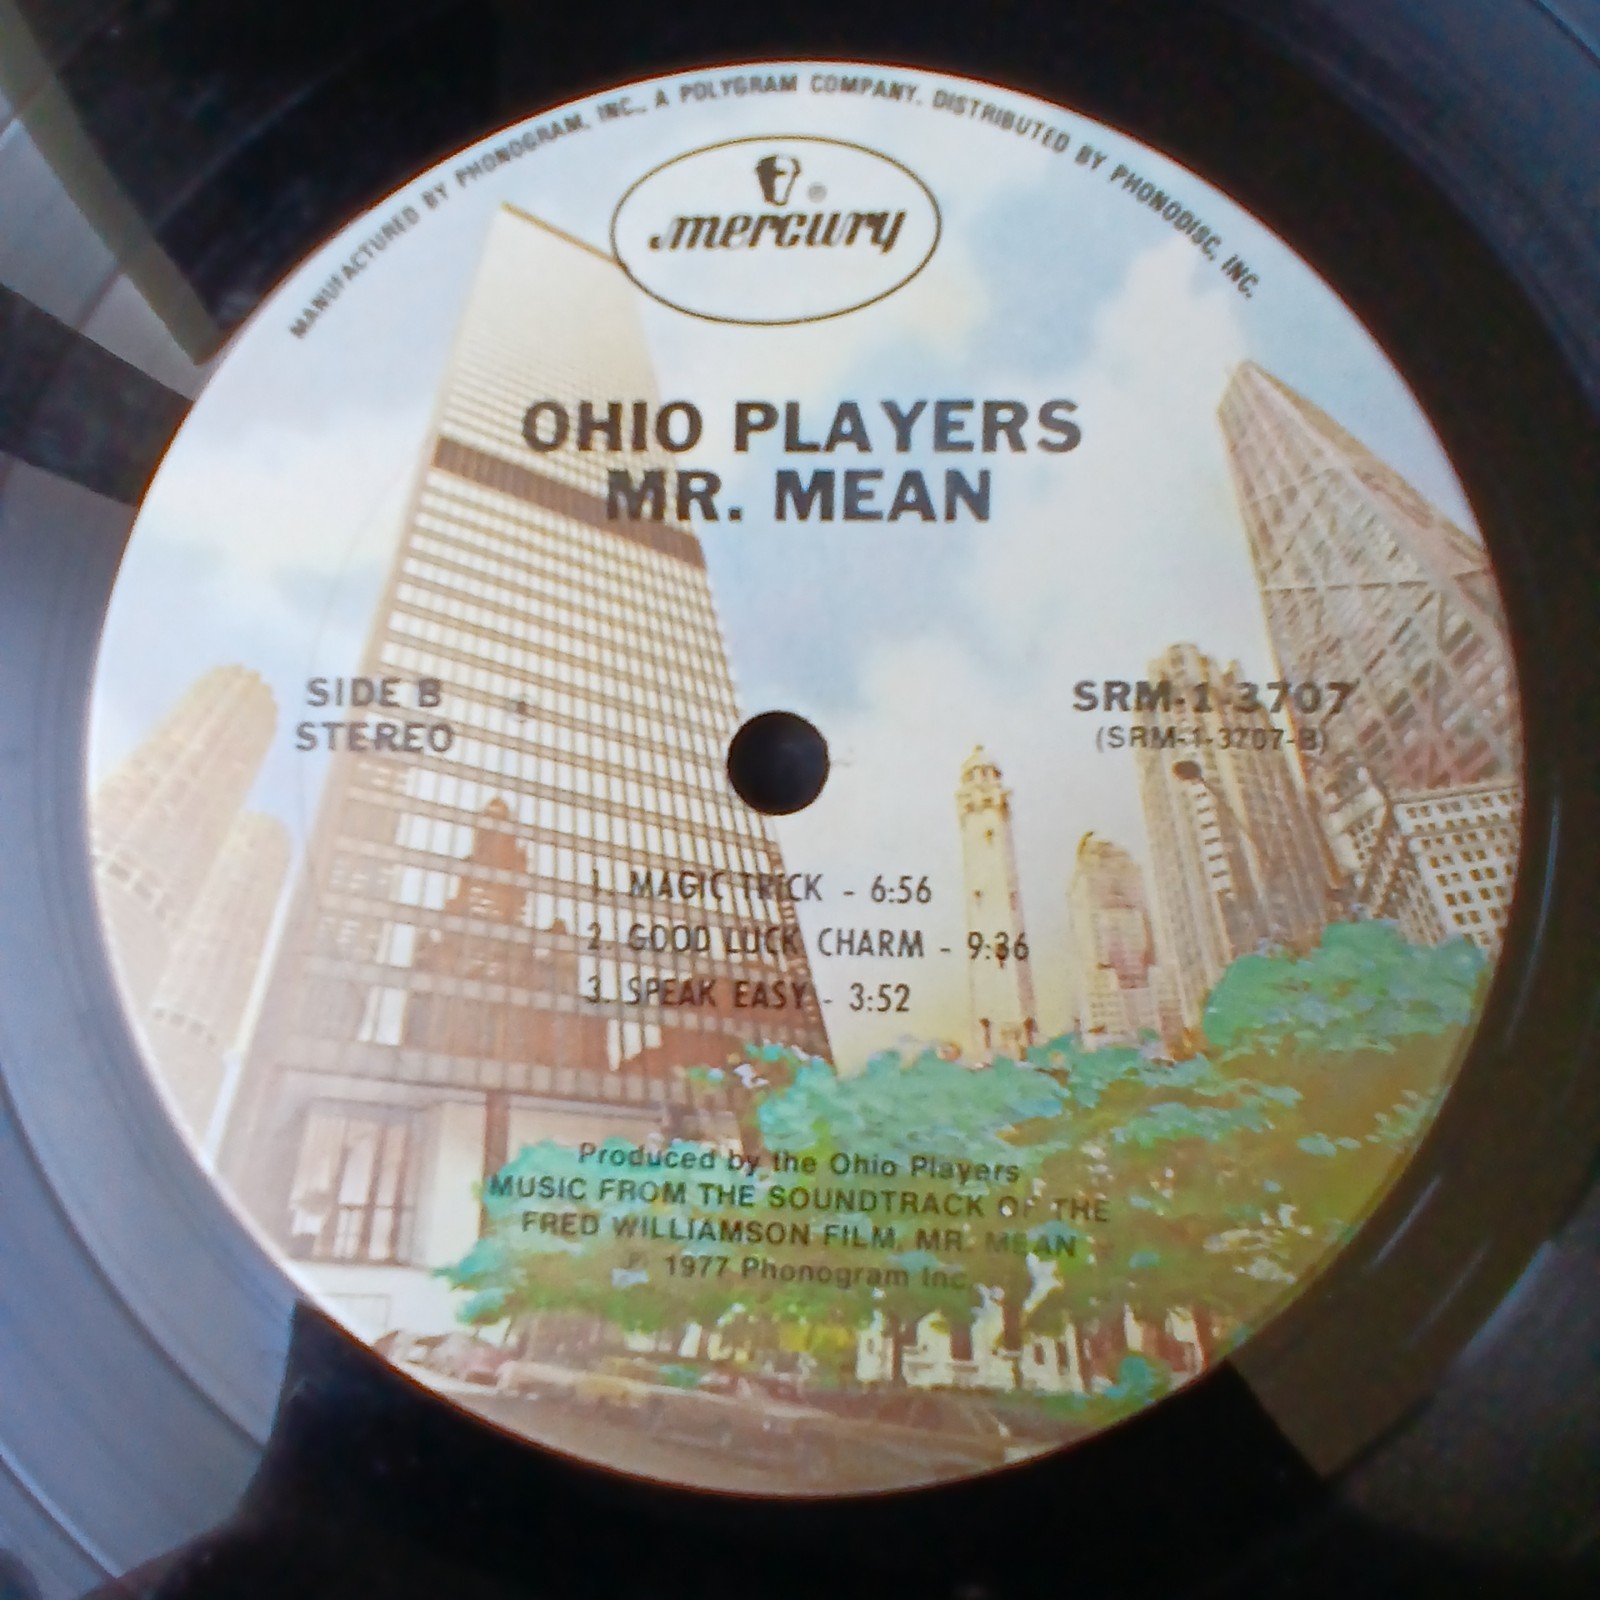 MANUFACTURED BY PHONOGRAM, INC., A POLYGRAM COMPANY. DISTRIBUTED BY PHONODISC, INC.
mercury ®
OHIO PLAYERS
MR. MEAN
SIDE B
STEREO
SRM-1-3707
(SRM-1-3707-B)
1. MAGIC TRICK - 6:56
2. GOOD LUCK CHARM - 9:36
3. SPEAK EASY - 3:52
Produced by the Ohio Players
MUSIC FROM THE SOUNDTRACK OF THE
FRED WILLIAMSON FILM, MR. MEAN
℗ 1977 Phonogram Inc.